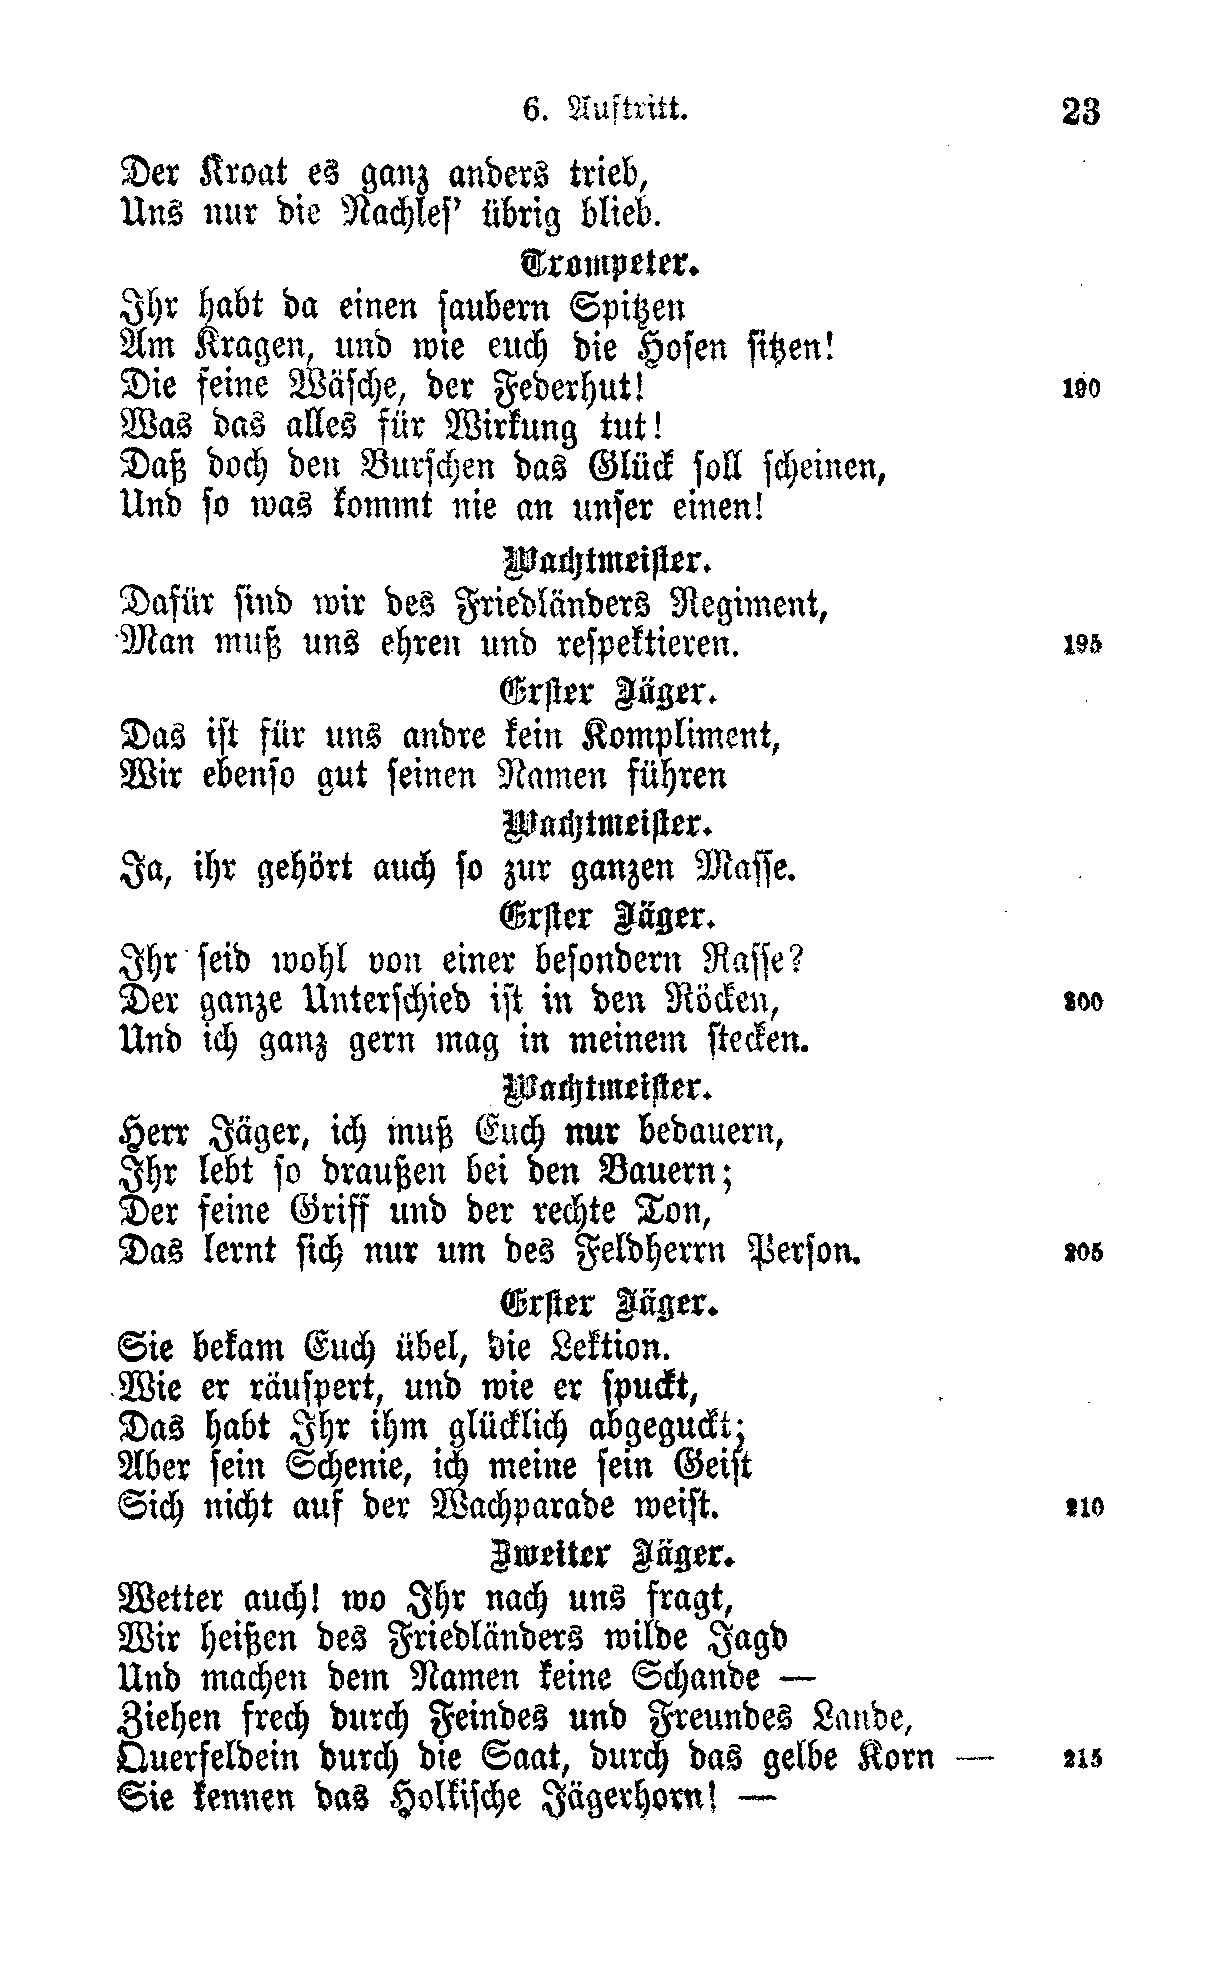 6. Auftritt. 23
Der Kroat es ganz anders trieb,
Uns nur die Nachles' übrig blieb.
Trompeter.
Ihr habt da einen saubern Spitzen
Am Kragen, und wie euch die Hosen sitzen!
Die feine Wäsche, der Federhut! 190
Was das alles für Wirkung tut!
Daß doch den Burschen das Glück soll scheinen,
Und so was kommt nie an unser einen!
Wachtmeister.
Dafür sind wir des Friedländers Regiment,
Man muß uns ehren und respektieren. 195
Erster Jäger.
Das ist für uns andre kein Kompliment,
Wir ebenso gut seinen Namen führen
Wachtmeister.
Ja, ihr gehört auch so zur ganzen Masse.
Erster Jäger.
Ihr seid wohl von einer besondern Rasse?
Der ganze Unterschied ist in den Röcken, 200
Und ich ganz gern mag in meinem stecken.
Wachtmeister.
Herr Jäger, ich muß Euch nur bedauern,
Ihr lebt so draußen bei den Bauern;
Der feine Griff und der rechte Ton,
Das lernt sich nur um des Feldherrn Person. 205
Erster Jäger.
Sie bekam Euch übel, die Lektion.
Wie er räuspert, und wie er spuckt,
Das habt Ihr ihm glücklich abgeguckt;
Aber sein Schenie, ich meine sein Geist
Sich nicht auf der Wachparade weist. 210
Zweiter Jäger.
Wetter auch! wo Ihr nach uns fragt,
Wir heißen des Friedländers wilde Jagd
Und machen dem Namen keine Schande —
Ziehen frech durch Feindes und Freundes Lande,
Querfeldein durch die Saat, durch das gelbe Korn — 215
Sie kennen das Holkische Jägerhorn! —